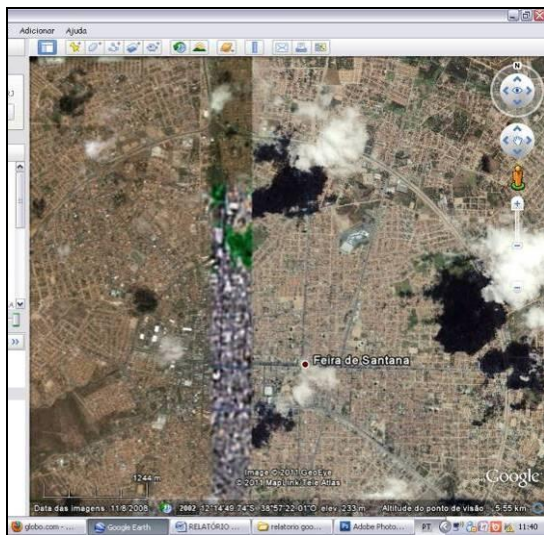 Adicionar Ajuda
N
Feira de Santana
1244 m
Image © 2011 GeoEye
© 2011 MapLink/Tele Atlas
Google
Data das imagens 11/8/2008 2002 12°14'49.74"S 38°57'22.01"O elev. 233 m Altitude do ponto de visão 5.55 km
globo.com - ... Google Earth RELATÓRIO ... relatorio goo... Adobe Photo... PT 11:40